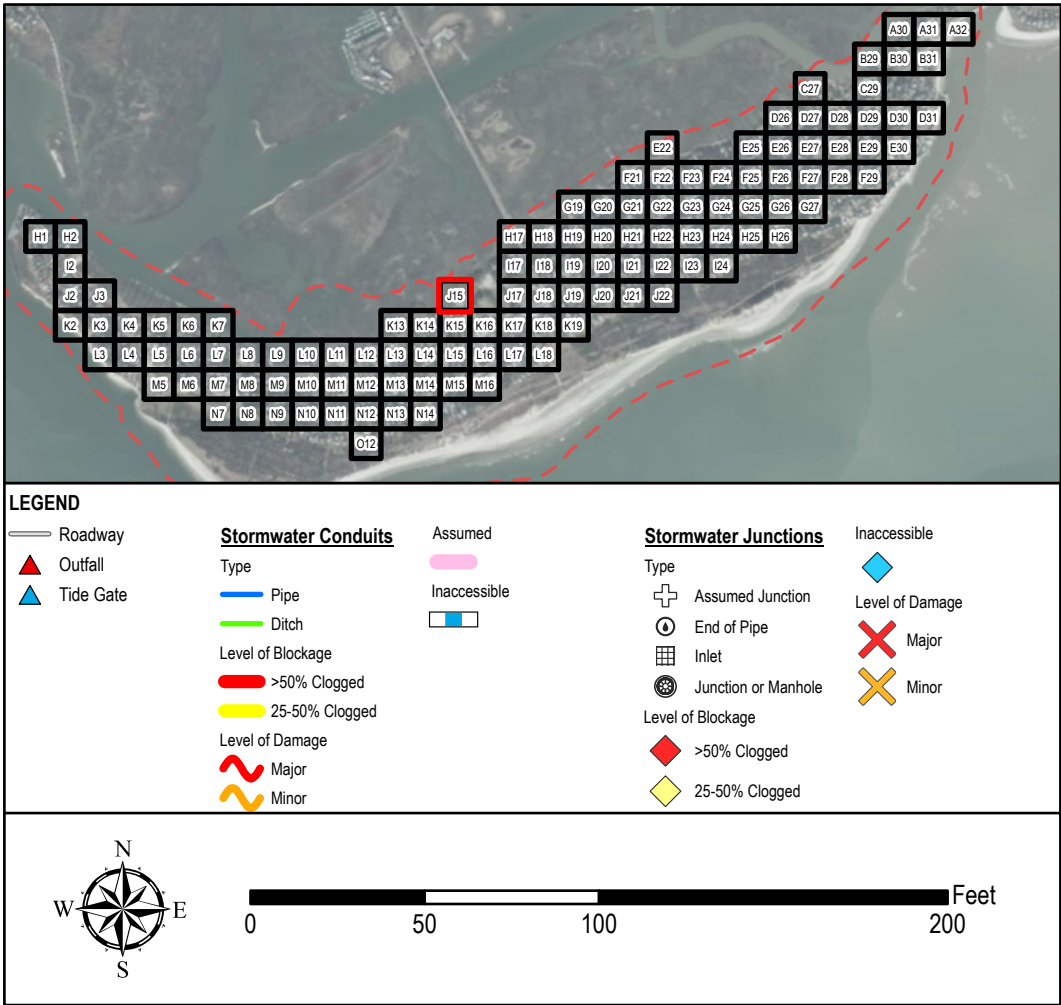 A30 A31 A32
B29 B30 B31
C27 C29
D26 D27 D28 D29 D30 D31
E22 E25 E26 E27 E28 E29 E30
F21 F22 F23 F24 F25 F26 F27 F28 F29
G19 G20 G21 G22 G23 G24 G25 G26 G27
H1 H2 H17 H18 H19 H20 H21 H22 H23 H24 H25 H26
I2 I17 I18 I19 I20 I21 I22 I23 I24
J2 J3 J15 J17 J18 J19 J20 J21 J22
K2 K3 K4 K5 K6 K7 K13 K14 K15 K16 K17 K18 K19
L3 L4 L5 L6 L7 L8 L9 L10 L11 L12 L13 L14 L15 L16 L17 L18
M5 M6 M7 M8 M9 M10 M11 M12 M13 M14 M15 M16
N7 N8 N9 N10 N11 N12 N13 N14
O12
LEGEND
Roadway
Outfall
Tide Gate
Stormwater Conduits
Type
Pipe
Ditch
Level of Blockage
>50% Clogged
25-50% Clogged
Level of Damage
Major
Minor
Assumed
Inaccessible
Stormwater Junctions
Type
Assumed Junction
End of Pipe
Inlet
Junction or Manhole
Level of Blockage
>50% Clogged
25-50% Clogged
Inaccessible
Level of Damage
Major
Minor
N
W E
S
Feet
0 50 100 200